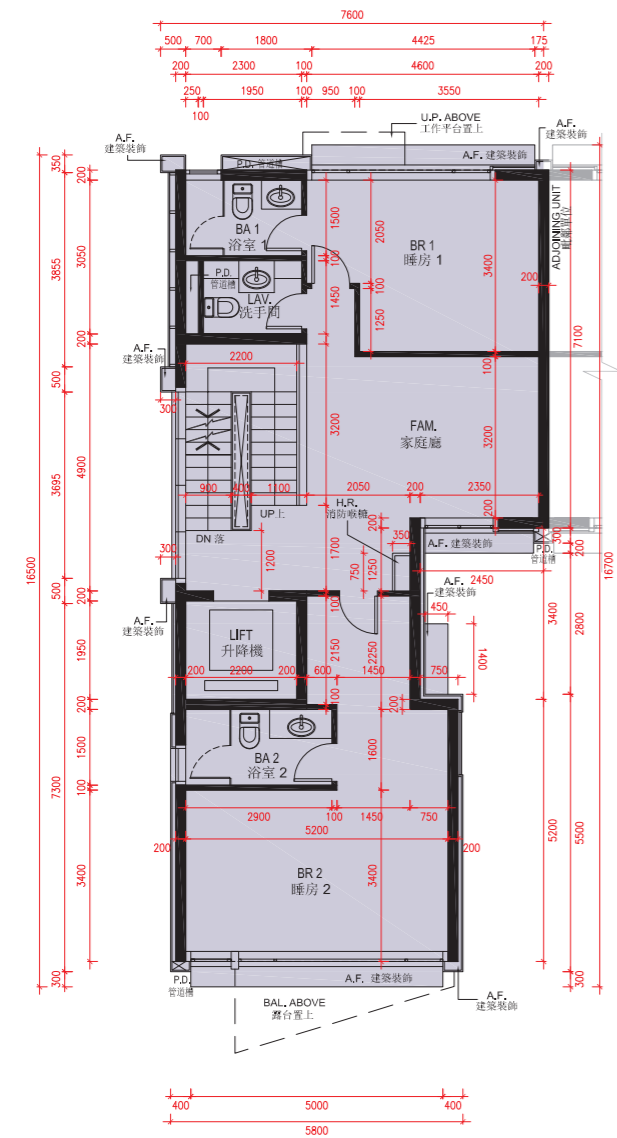 7600
500 700 1800 4425 175
200 2300 100 4600 200
250 1950 100 950 100 3550
100
U.P. ABOVE
工作平台置上
A.F.
建築裝飾
A.F.
建築裝飾
P.D. 管道槽
A.F. 建築裝飾
350
200
200
BA 1
浴室 1
1500
2050
BR 1
睡房 1
3400
ADJOINING UNIT
毗鄰單位
3855
3050
100
P.D.
管道槽
LAV.
洗手間
1450
100
1250
200
7100
200
A.F.
建築裝飾
2200
100
500
300
3200
FAM.
家庭廳
3200
4900
3695
900 400 1100 2050 200 2350
UP上
H.R.
消防喉轆
200
200
DN 落
350
A.F. 建築裝飾
P.D.
管道槽
300
200
300
1200
1700
750
1250
2450
16500
16700
500
200
A.F.
建築裝飾
100
A.F.
建築裝飾
450
3400
2800
1400
LIFT
升降機
1950
2150
2250
200 2200 200 600 1450 750
200
100
200
BA 2
浴室 2
1500
1600
7300
100
2900 100 1450 750
5200
200
200
5200
5500
BR 2
睡房 2
3400
3400
P.D.
管道槽
A.F. 建築裝飾
300
300
BAL. ABOVE
露台置上
A.F.
建築裝飾
400 5000 400
5800